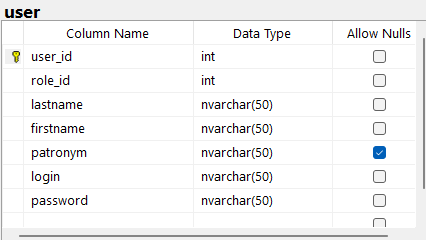 user
Column Name Data Type Allow Nulls
user_id int
role_id int
lastname nvarchar(50)
firstname nvarchar(50)
patronym nvarchar(50)
login nvarchar(50)
password nvarchar(50)